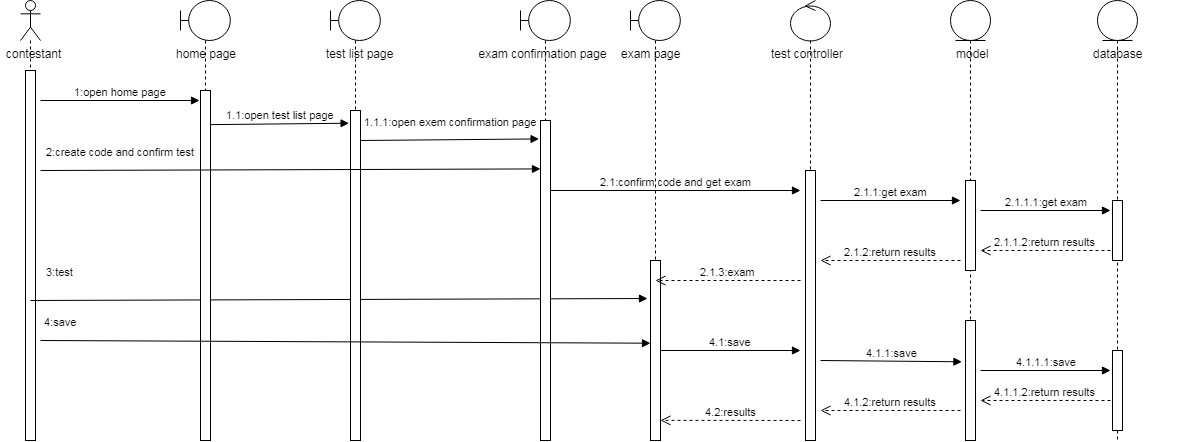 contestant
home page
test list page
exam confirmation page
exam page
test controller
model
database
1:open home page
1.1:open test list page
1.1.1:open exem confirmation page
2:create code and confirm test
2.1:confirm code and get exam
2.1.1:get exam
2.1.1.1:get exam
2.1.1.2:return results
2.1.2:return results
2.1.3:exam
3:test
4:save
4.1:save
4.1.1:save
4.1.1.1:save
4.1.1.2:return results
4.1.2:return results
4.2:results